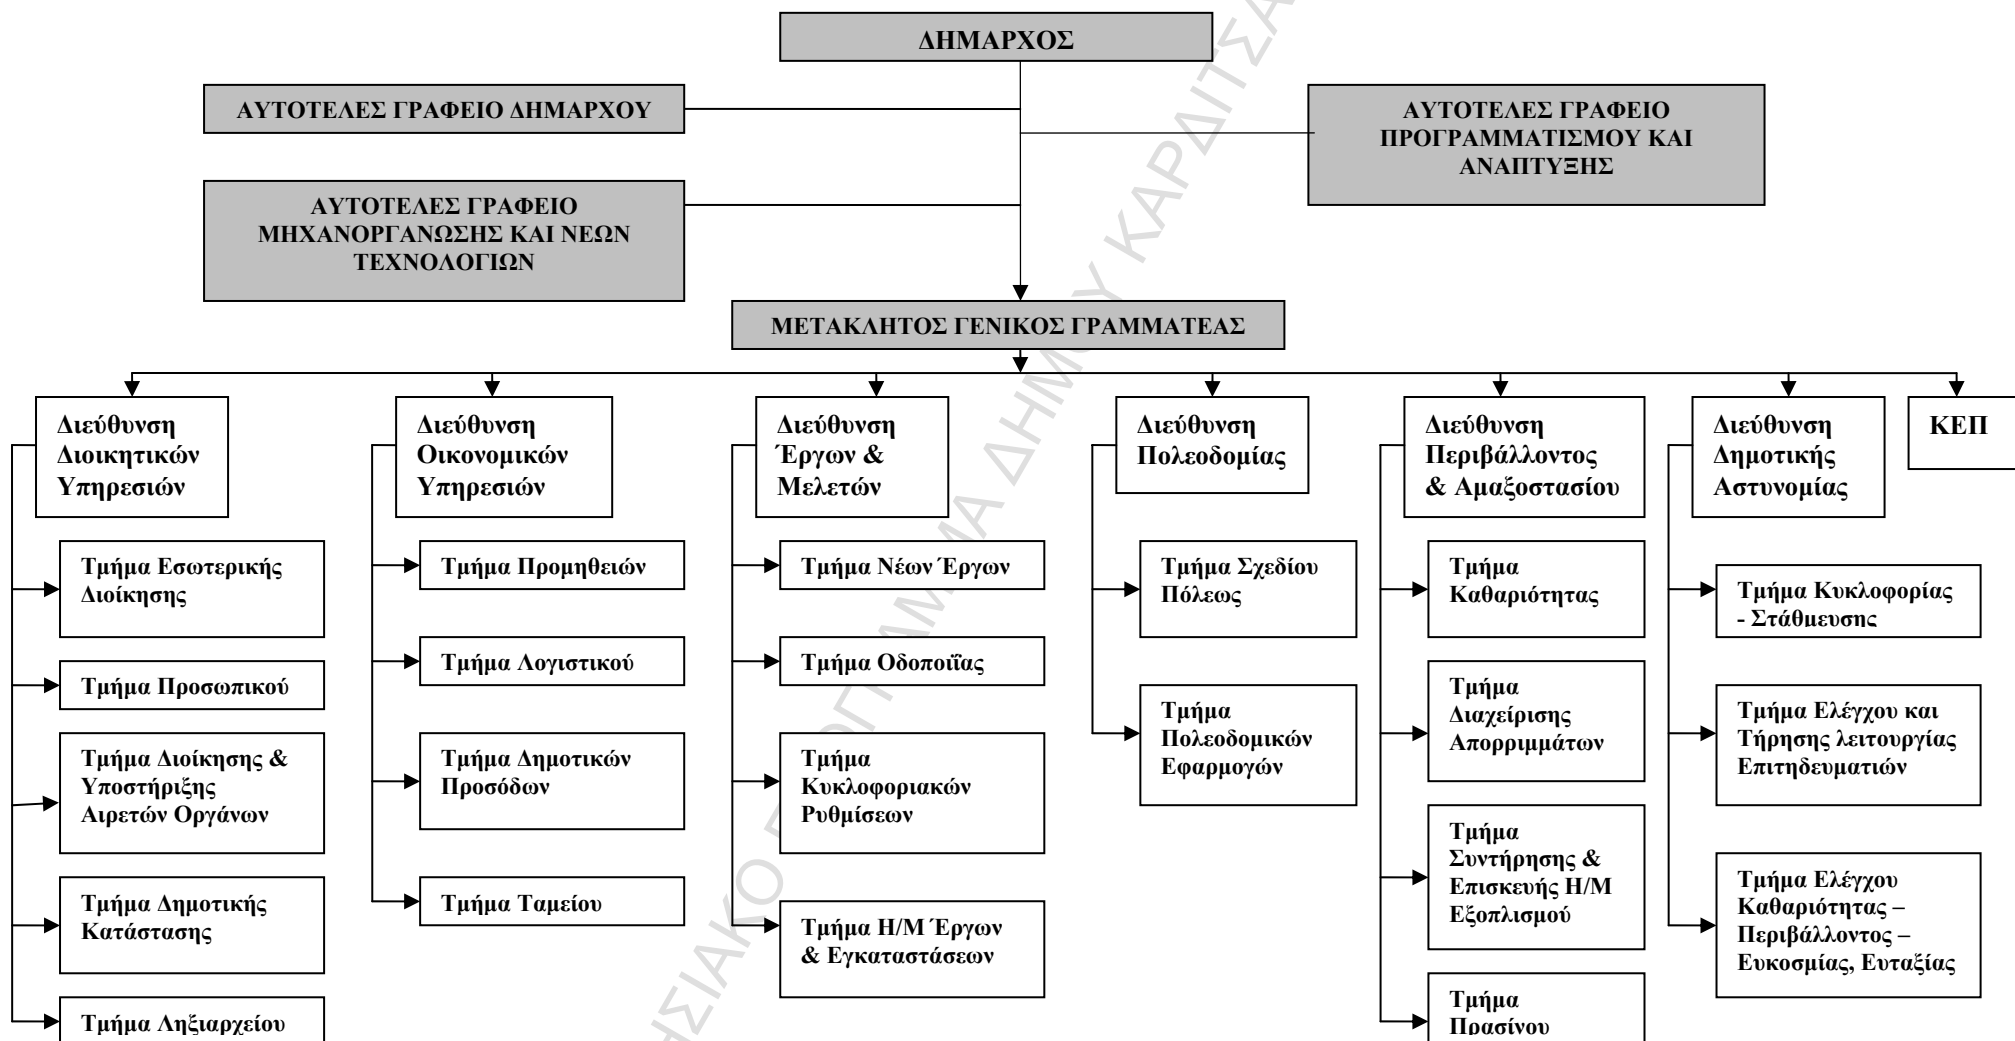 ΔΗΜΑΡΧΟΣ
ΑΥΤΟΤΕΛΕΣ ΓΡΑΦΕΙΟ ΔΗΜΑΡΧΟΥ
ΑΥΤΟΤΕΛΕΣ ΓΡΑΦΕΙΟ
ΠΡΟΓΡΑΜΜΑΤΙΣΜΟΥ ΚΑΙ
ΑΝΑΠΤΥΞΗΣ
ΑΥΤΟΤΕΛΕΣ ΓΡΑΦΕΙΟ
ΜΗΧΑΝΟΡΓΑΝΩΣΗΣ ΚΑΙ ΝΕΩΝ
ΤΕΧΝΟΛΟΓΙΩΝ
ΜΕΤΑΚΛΗΤΟΣ ΓΕΝΙΚΟΣ ΓΡΑΜΜΑΤΕΑΣ
Διεύθυνση
Διοικητικών
Υπηρεσιών
Τμήμα Εσωτερικής
Διοίκησης
Τμήμα Προσωπικού
Τμήμα Διοίκησης &
Υποστήριξης
Αιρετών Οργάνων
Τμήμα Δημοτικής
Κατάστασης
Τμήμα Ληξιαρχείου
Διεύθυνση
Οικονομικών
Υπηρεσιών
Τμήμα Προμηθειών
Τμήμα Λογιστικού
Τμήμα Δημοτικών
Προσόδων
Τμήμα Ταμείου
Διεύθυνση
Έργων &
Μελετών
Τμήμα Νέων Έργων
Τμήμα Οδοποιΐας
Τμήμα
Κυκλοφοριακών
Ρυθμίσεων
Τμήμα Η/Μ Έργων
& Εγκαταστάσεων
Διεύθυνση
Πολεοδομίας
Τμήμα Σχεδίου
Πόλεως
Τμήμα
Πολεοδομικών
Εφαρμογών
Διεύθυνση
Περιβάλλοντος
& Αμαξοστασίου
Τμήμα
Καθαριότητας
Τμήμα
Διαχείρισης
Απορριμμάτων
Τμήμα
Συντήρησης &
Επισκευής Η/Μ
Εξοπλισμού
Τμήμα
Πρασίνου
Διεύθυνση
Δημοτικής
Αστυνομίας
Τμήμα Κυκλοφορίας
- Στάθμευσης
Τμήμα Ελέγχου και
Τήρησης λειτουργίας
Επιτηδευματιών
Τμήμα Ελέγχου
Καθαριότητας –
Περιβάλλοντος –
Ευκοσμίας, Ευταξίας
ΚΕΠ
ΔΗΜΟΥ ΚΑΡΔΙΤΣΑ